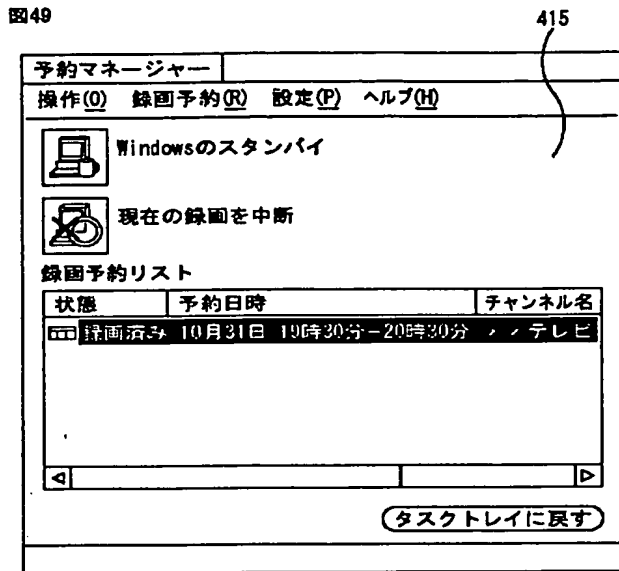 図49
415
予約マネージャー
操作(O) 録画予約(R) 設定(P) ヘルプ(H)
Windowsのスタンバイ
現在の録画を中断
録画予約リスト
状態 予約日時 チャンネル名
録画済み 10月31日 19時30分-20時30分 テレビ
タスクトレイに戻す